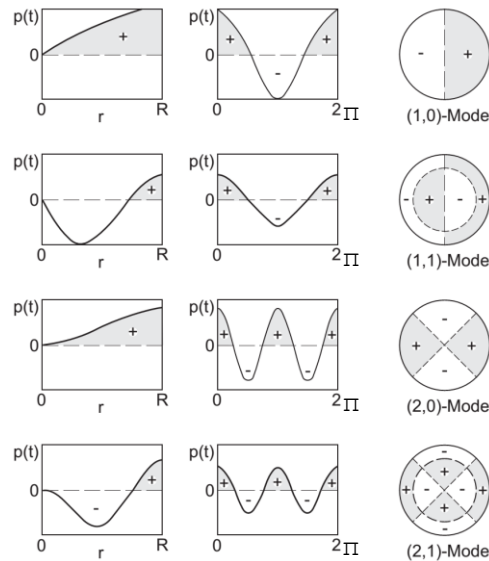 p(t) p(t)
+ + + - +
0 0 -
0 R 0 2π
r (1,0)-Mode
p(t) p(t)
- + + -
0 + 0 + + - +
0 R 0 2π
r (1,1)-Mode
p(t) p(t)
+ + + + -
0 0 - - + +
-
0 R 0 2π
r (2,0)-Mode
p(t) p(t)
+ + + + -
0 0 + + - + -
- - - + -
0 R 0 2π
r (2,1)-Mode